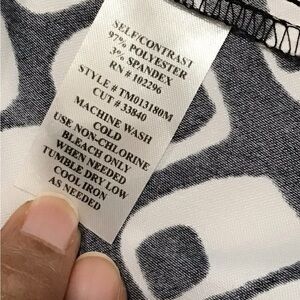 SELF/CONTRAST
97% POLYESTER
3% SPANDEX
RN # 102296
STYLE # TM013180M
CUT # 33840
MACHINE WASH
COLD
USE NON-CHLORINE
BLEACH ONLY
WHEN NEEDED
TUMBLE DRY LOW
COOL IRON
AS NEEDED